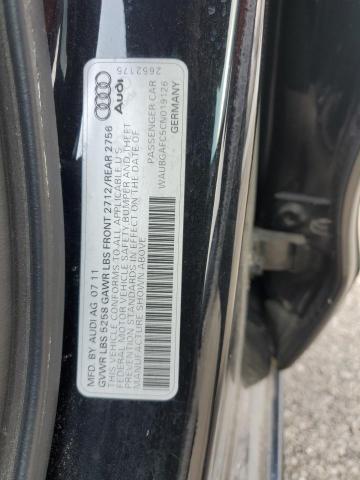 2652175
Audi
MFD. BY AUDI AG 07 11
GVWR LBS 5258 GAWR LBS FRONT 2712/REAR 2756
THIS VEHICLE CONFORMS TO ALL APPLICABLE U.S.
FEDERAL MOTOR VEHICLE SAFETY BUMPER AND THEFT
PREVENTION STANDARDS IN EFFECT ON THE DATE OF
MANUFACTURE SHOWN ABOVE
PASSENGER CAR
WAUBGAFC5CN019126
GERMANY